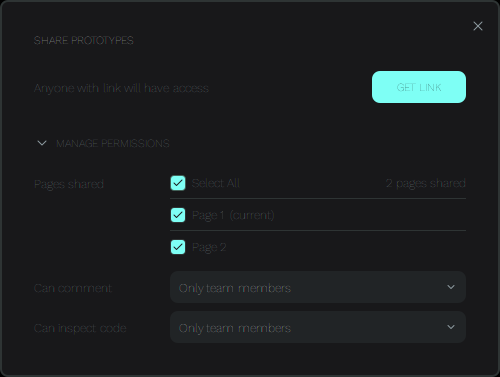 SHARE PROTOTYPES
Anyone with link will have access
GET LINK
MANAGE PERMISSIONS
Pages shared
Select All
2 pages shared
Page 1 (current)
Page 2
Can comment
Only team members
Can inspect code
Only team members